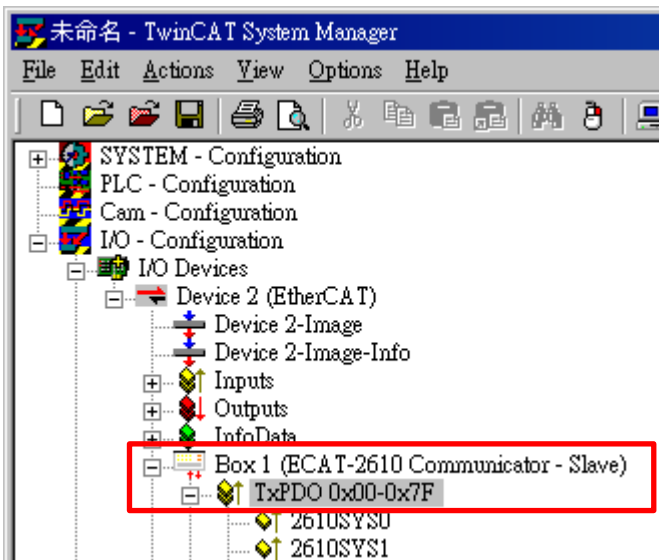 未命名 - TwinCAT System Manager
File Edit Actions View Options Help
SYSTEM - Configuration
PLC - Configuration
Cam - Configuration
I/O - Configuration
I/O Devices
Device 2 (EtherCAT)
Device 2-Image
Device 2-Image-Info
Inputs
Outputs
InfoData
Box 1 (ECAT-2610 Communicator - Slave)
TxPDO 0x00-0x7F
2610SYS0
2610SYS1